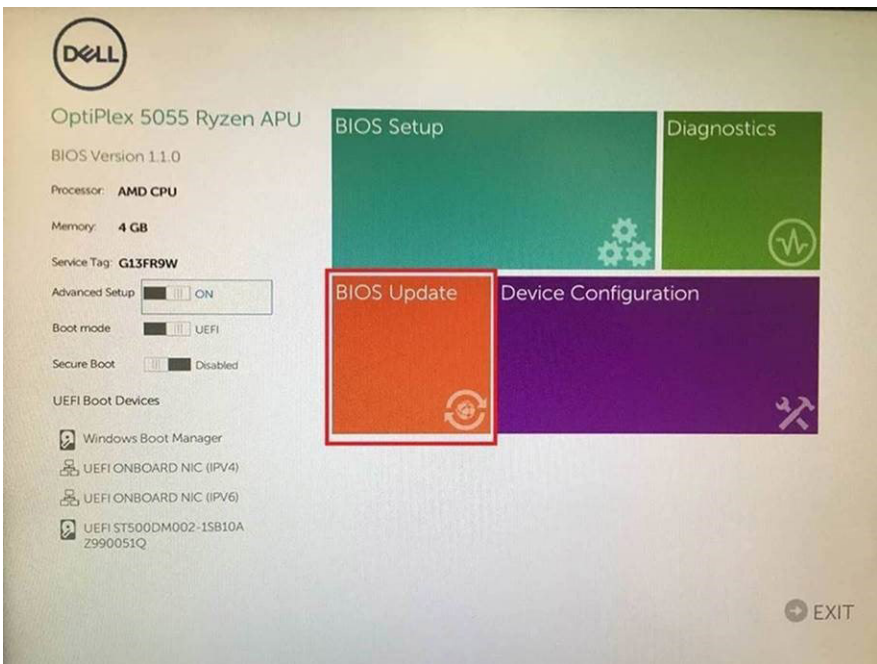 DELL
OptiPlex 5055 Ryzen APU
BIOS Version 1.1.0
Processor: AMD CPU
Memory: 4 GB
Service Tag: G13FR9W
Advanced Setup ON
Boot mode UEFI
Secure Boot Disabled
UEFI Boot Devices
Windows Boot Manager
UEFI ONBOARD NIC (IPV4)
UEFI ONBOARD NIC (IPV6)
UEFI ST500DM002-1SB10A
Z990051Q
BIOS Setup
Diagnostics
BIOS Update
Device Configuration
EXIT